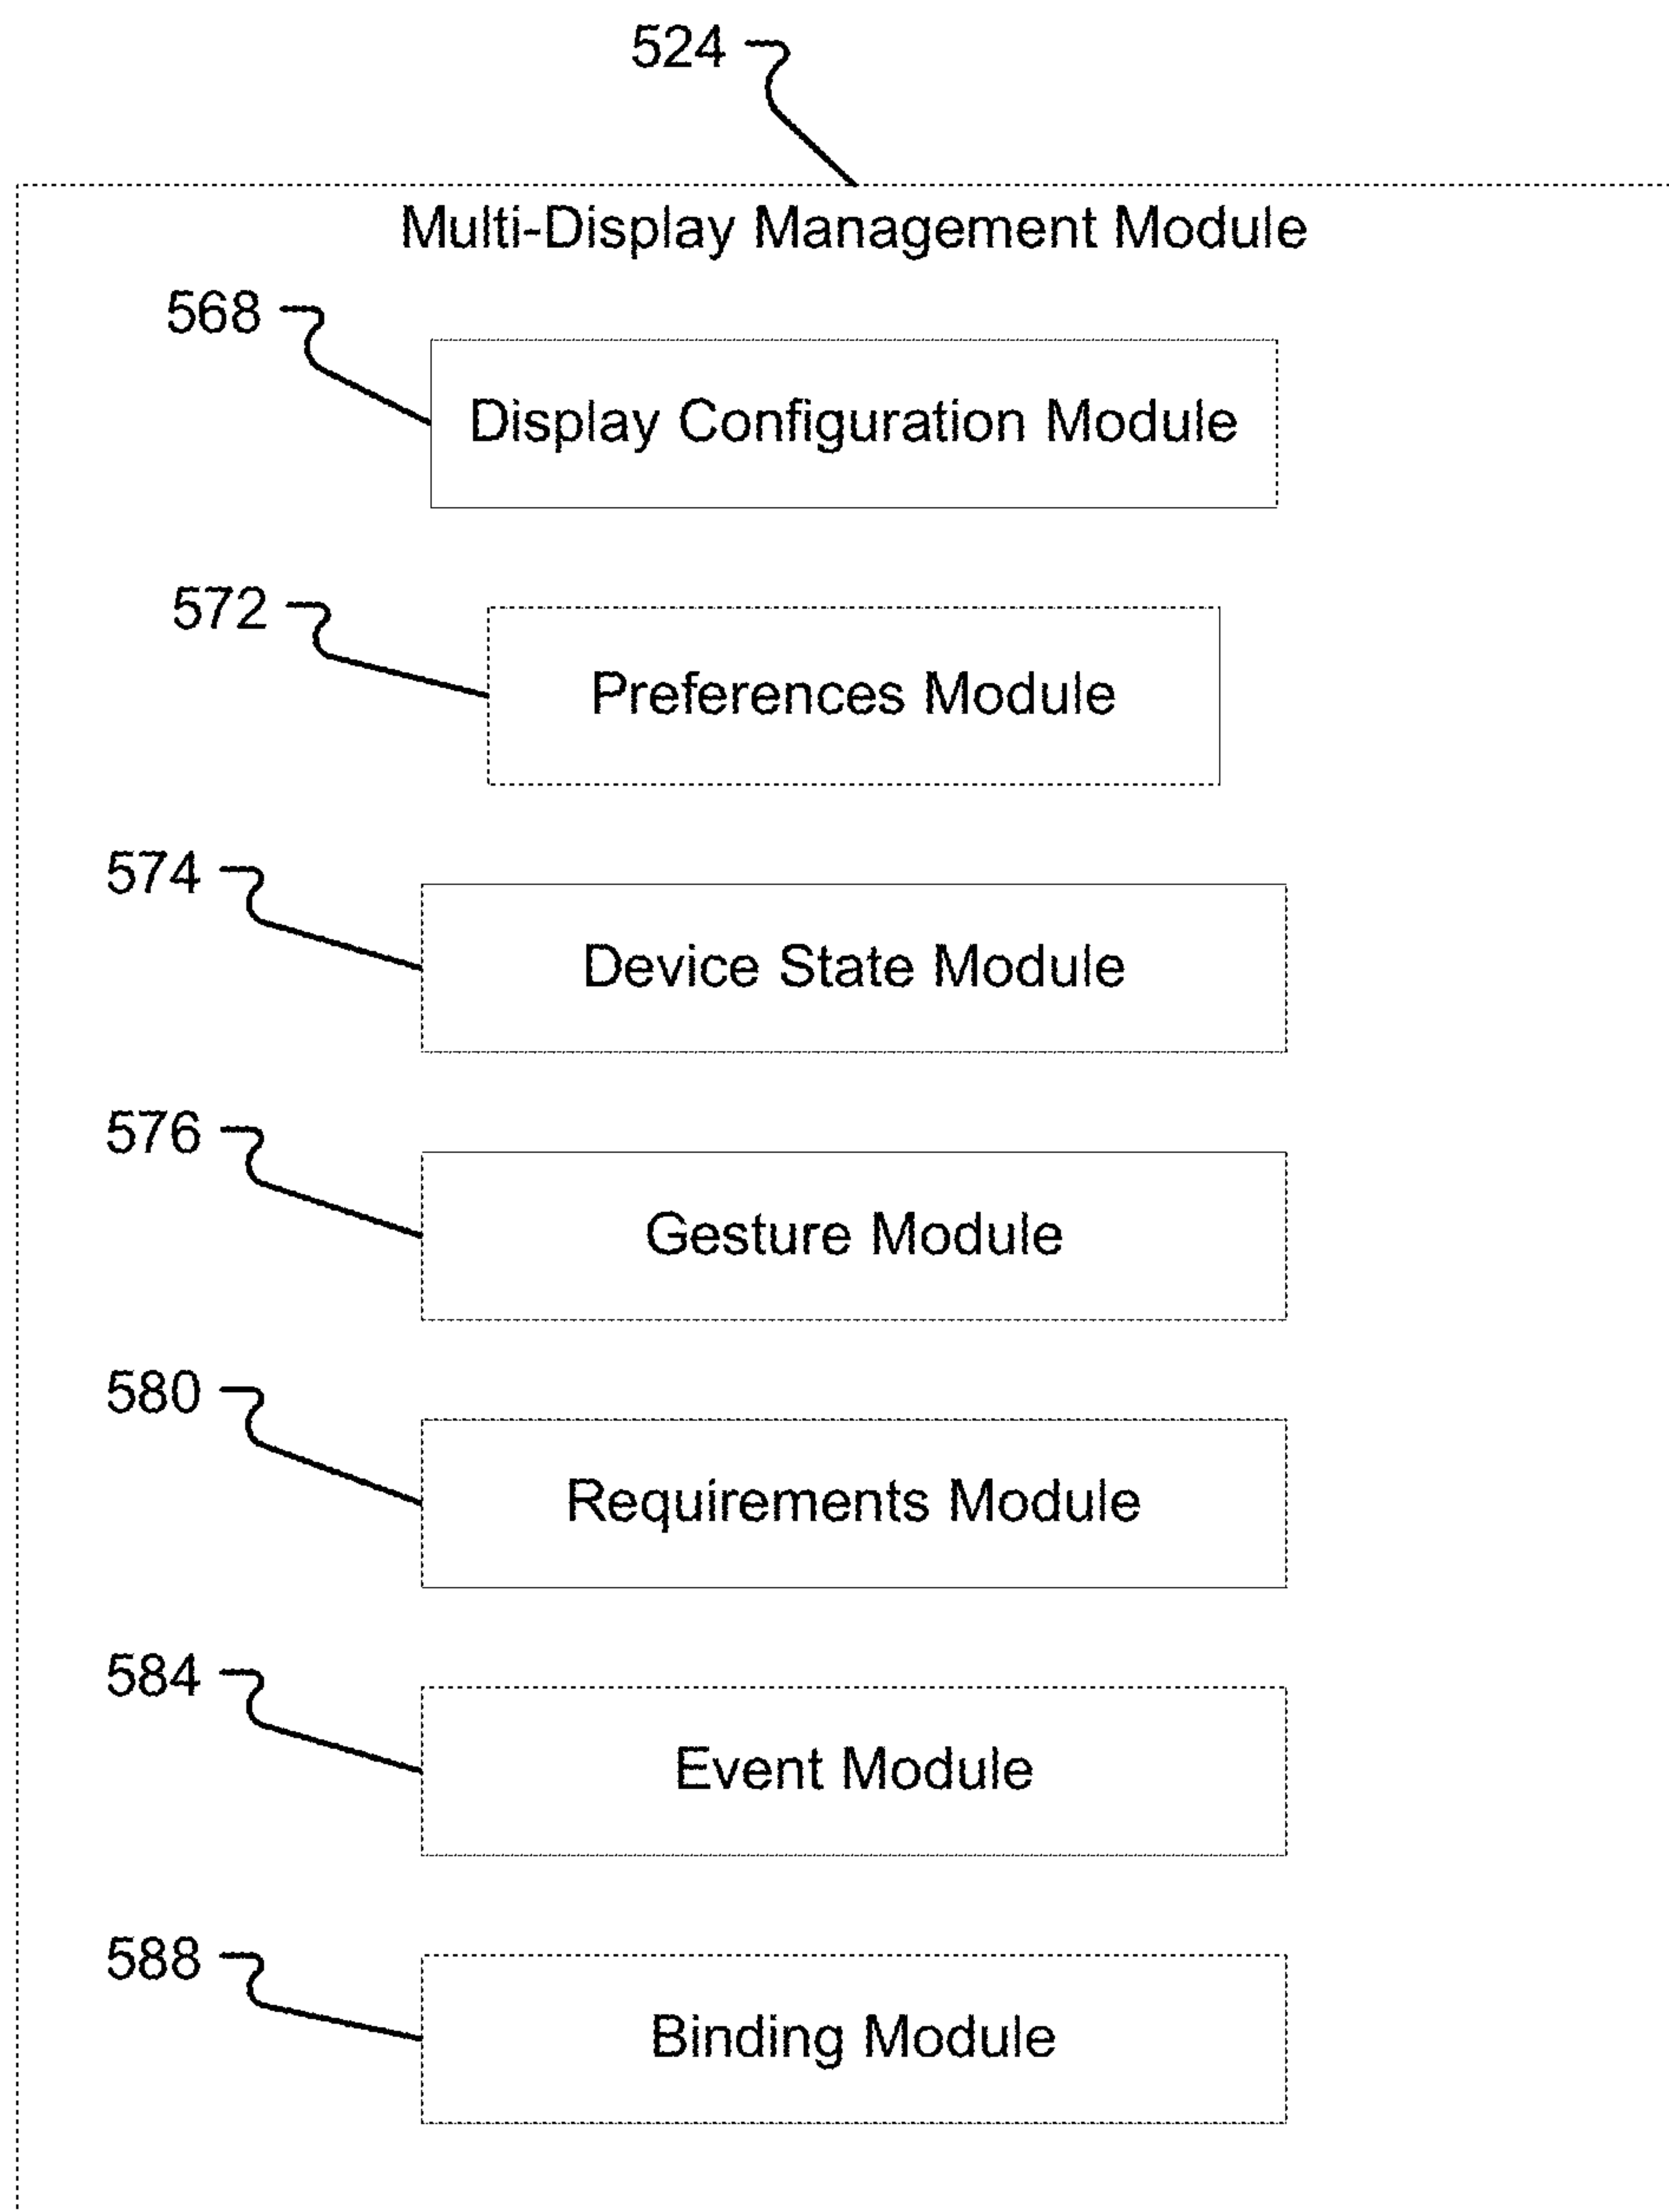 524
Multi-Display Management Module
568
Display Configuration Module
572
Preferences Module
574
Device State Module
576
Gesture Module
580
Requirements Module
584
Event Module
588
Binding Module